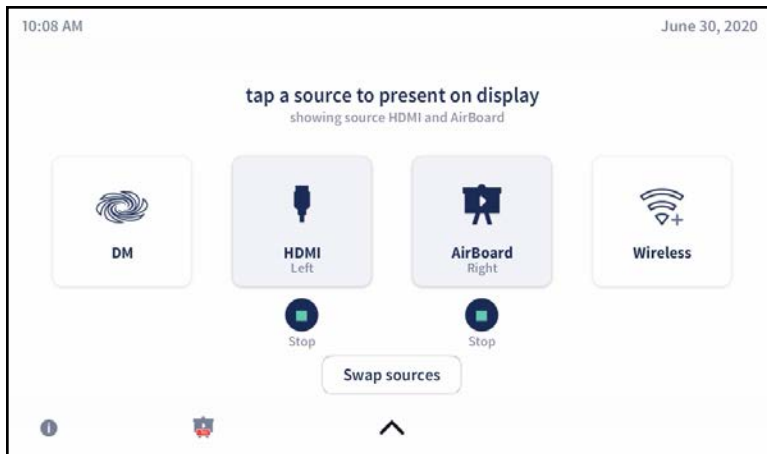 10:08 AM
June 30, 2020
tap a source to present on display
showing source HDMI and AirBoard
DM
HDMI
Left
AirBoard
Right
Wireless
Stop
Stop
Swap sources